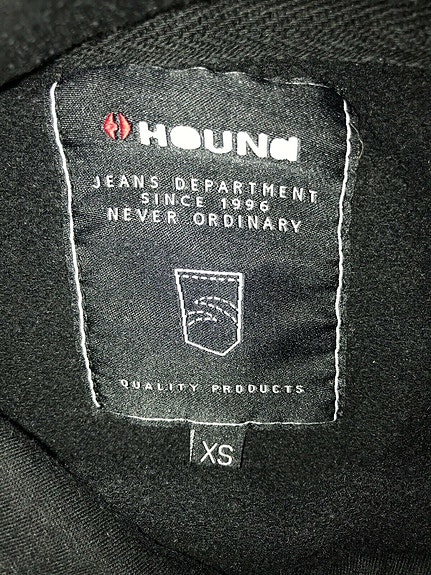 HOUNd
JEANS DEPARTMENT
SINCE 1996
NEVER ORDINARY
QUALITY PRODUCTS
XS